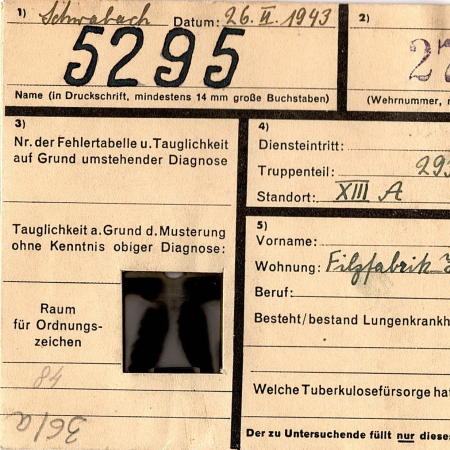 1) Schwabach Datum: 26. II. 1943
5295
Name (in Druckschrift, mindestens 14 mm große Buchstaben)
2)
27
(Wehrnummer,
3)
Nr. der Fehlertabelle u. Tauglichkeit
auf Grund umstehender Diagnose
Tauglichkeit a. Grund d. Musterung
ohne Kenntnis obiger Diagnose:
Raum
für Ordnungs-
zeichen
84
36/a
4)
Diensteintritt:
Truppenteil: 293
Standort: XIII A
5)
Vorname:
Wohnung: Filzfabrik
Beruf:
Besteht/bestand Lungenkrankh
Welche Tuberkulosefürsorge hat
Der zu Untersuchende füllt nur diese